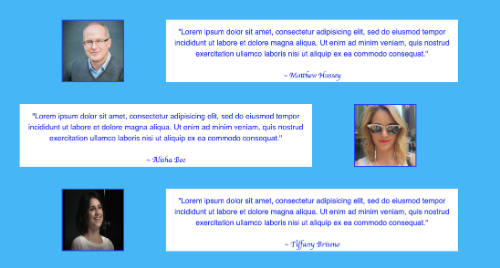 "Lorem ipsum dolor sit amet, consectetur adipisicing elit, sed do eiusmod tempor
incididunt ut labore et dolore magna aliqua. Ut enim ad minim veniam, quis nostrud
exercitation ullamco laboris nisi ut aliquip ex ea commodo consequat."
~ Matthew Hussey
"Lorem ipsum dolor sit amet, consectetur adipisicing elit, sed do eiusmod tempor
incididunt ut labore et dolore magna aliqua. Ut enim ad minim veniam, quis nostrud
exercitation ullamco laboris nisi ut aliquip ex ea commodo consequat."
~ Alisha Bee
"Lorem ipsum dolor sit amet, consectetur adipisicing elit, sed do eiusmod tempor
incididunt ut labore et dolore magna aliqua. Ut enim ad minim veniam, quis nostrud
exercitation ullamco laboris nisi ut aliquip ex ea commodo consequat."
~ Tiffany Briseno